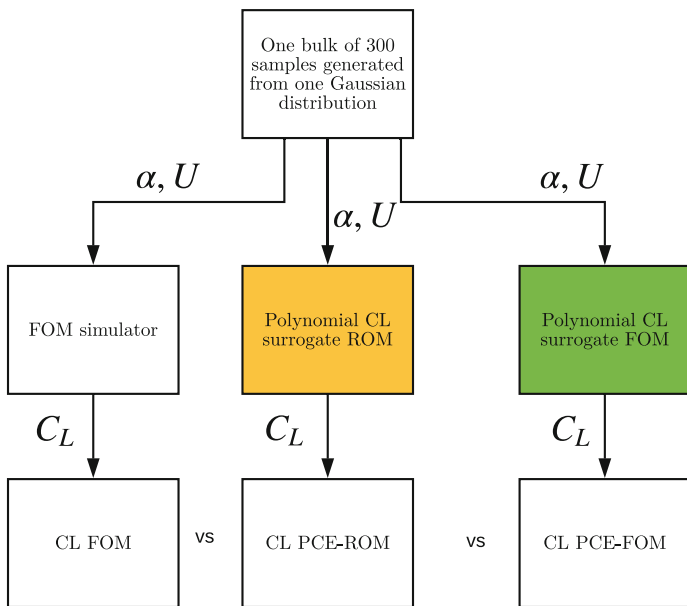 One bulk of 300
samples generated
from one Gaussian
distribution
α, U
α, U
α, U
FOM simulator
Polynomial CL
surrogate ROM
Polynomial CL
surrogate FOM
C_L
C_L
C_L
CL FOM
vs
CL PCE-ROM
vs
CL PCE-FOM